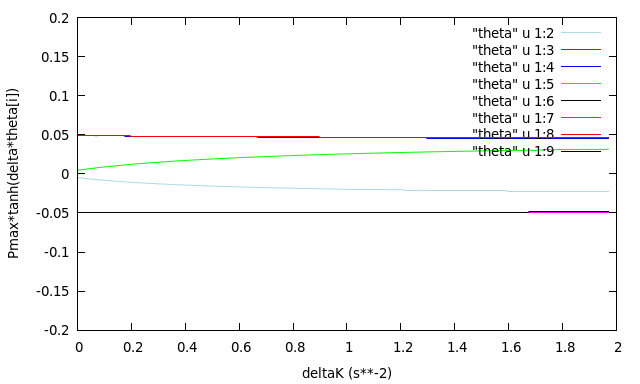 0.2
0.15
0.1
0.05
0
-0.05
-0.1
-0.15
-0.2
0
0.2
0.4
0.6
0.8
1
1.2
1.4
1.6
1.8
2
Pmax*tanh(delta*theta[i])
deltaK (s**-2)
"theta" u 1:2
"theta" u 1:3
"theta" u 1:4
"theta" u 1:5
"theta" u 1:6
"theta" u 1:7
"theta" u 1:8
"theta" u 1:9